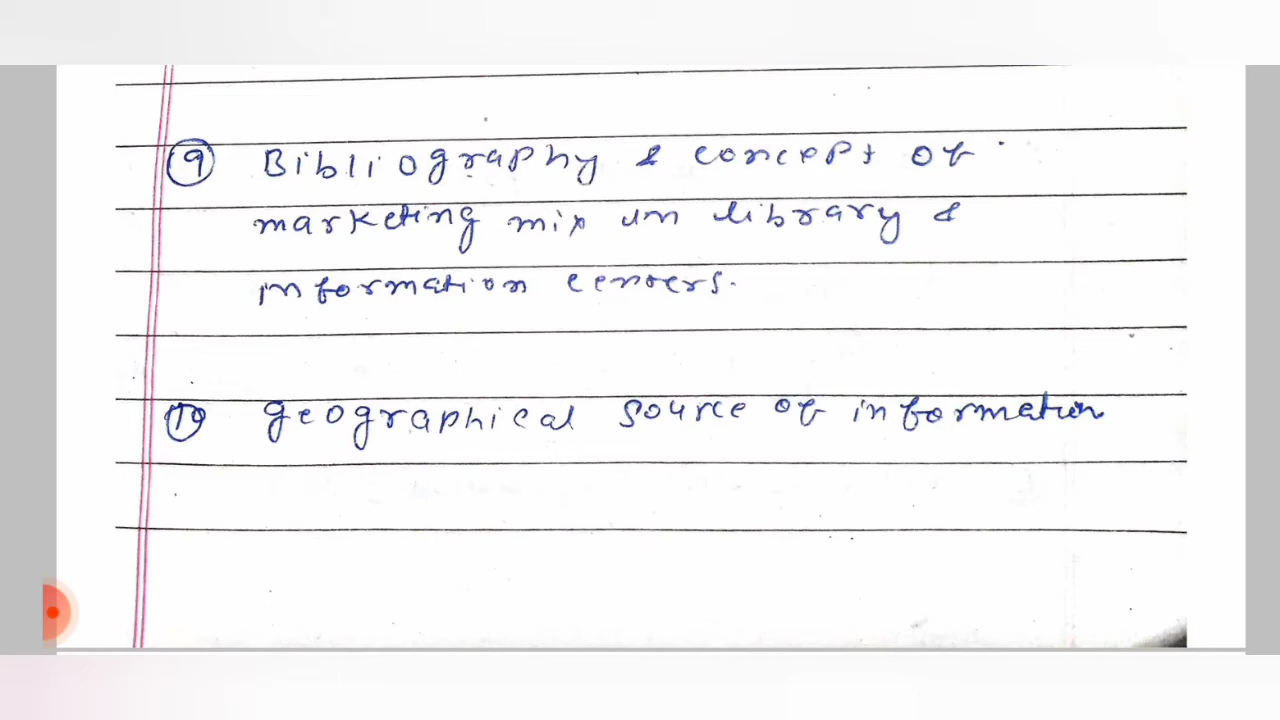 ⑨ Bibliography & concept of
marketing mix in library &
information centers.
⑩ geographical source of information